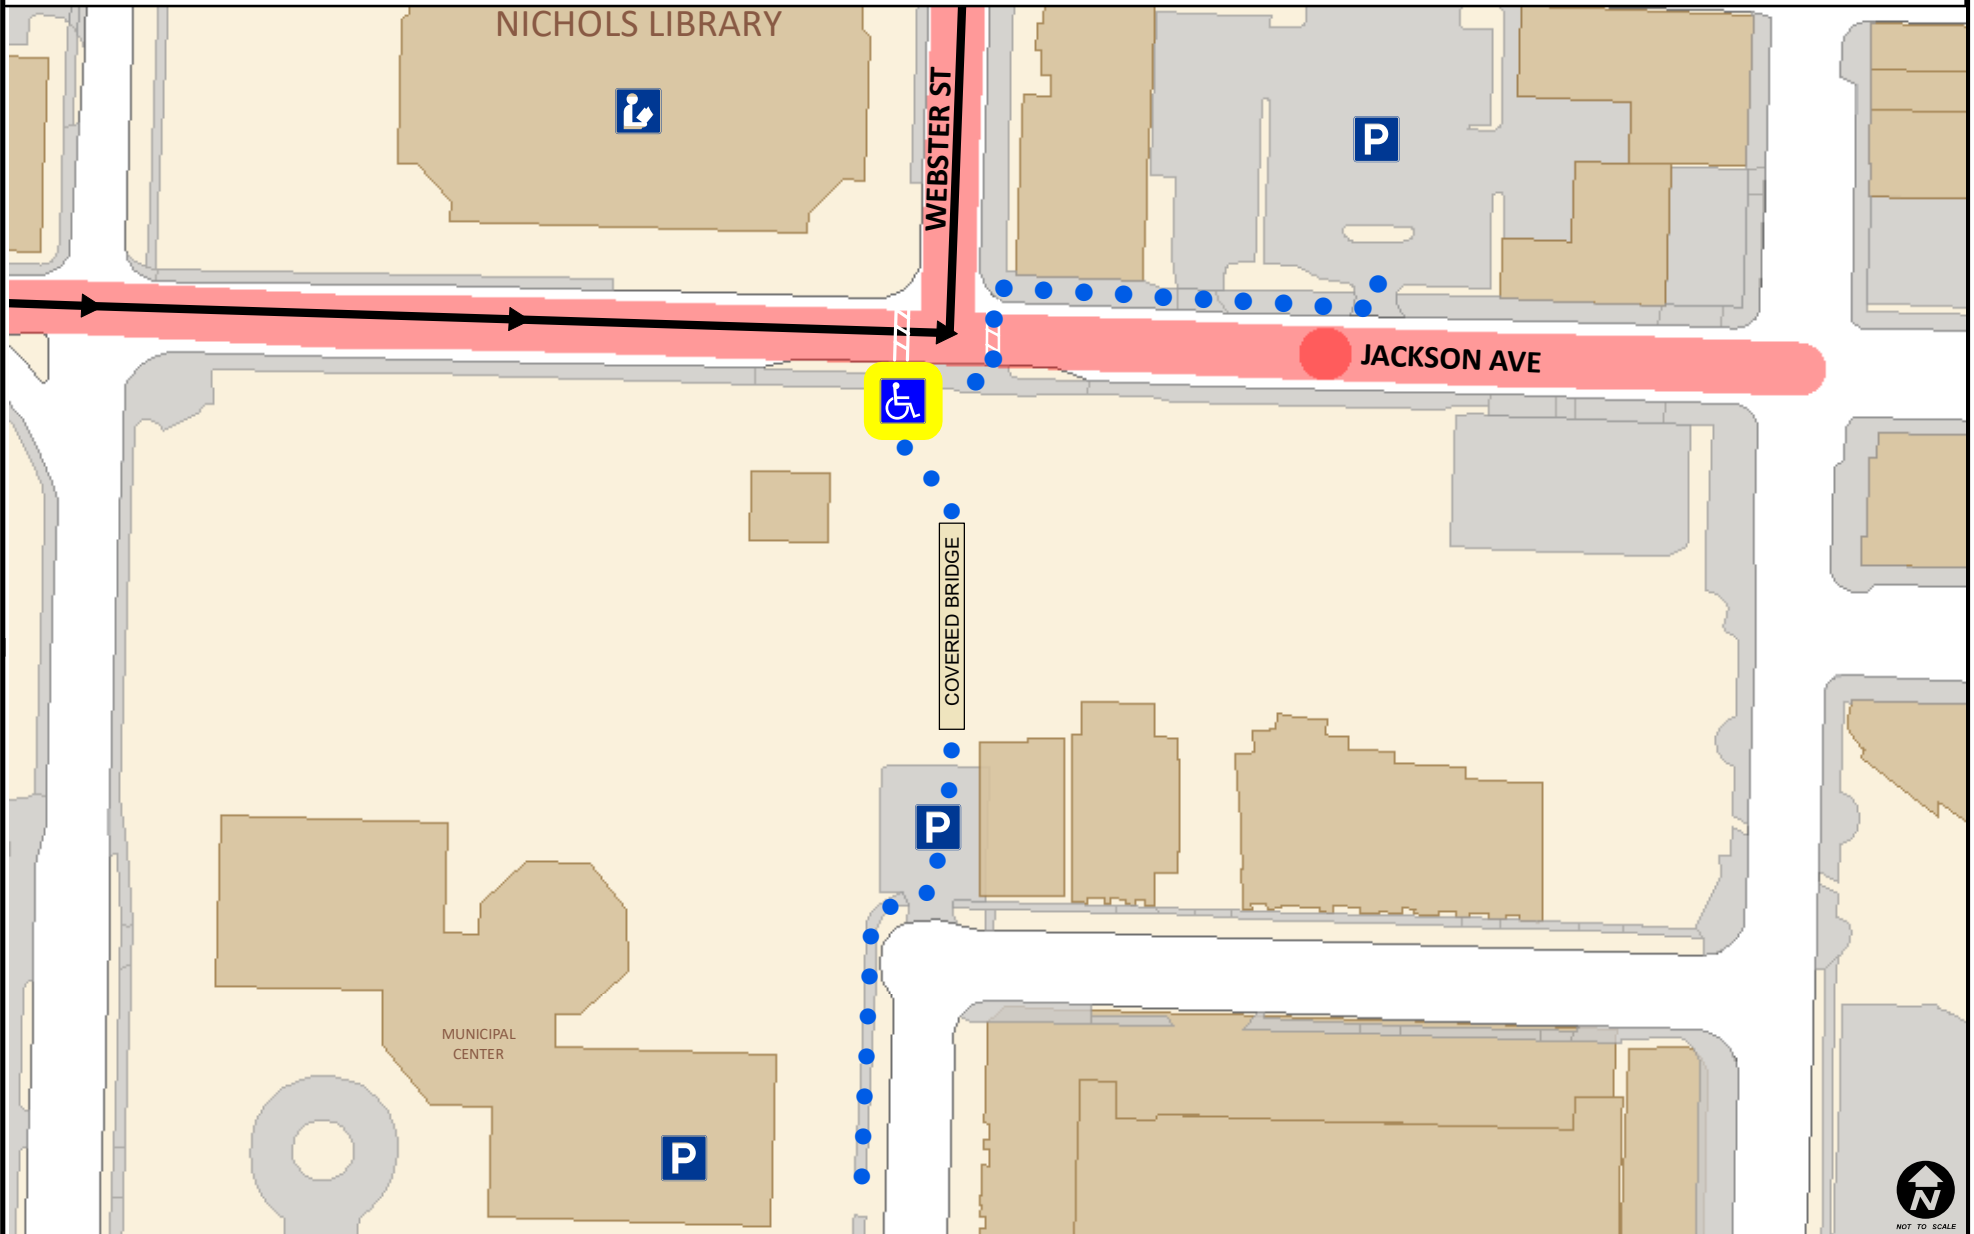 NICHOLS LIBRARY
WEBSTER ST
P
JACKSON AVE
COVERED BRIDGE
P
MUNICIPAL
CENTER
P
N
NOT TO SCALE